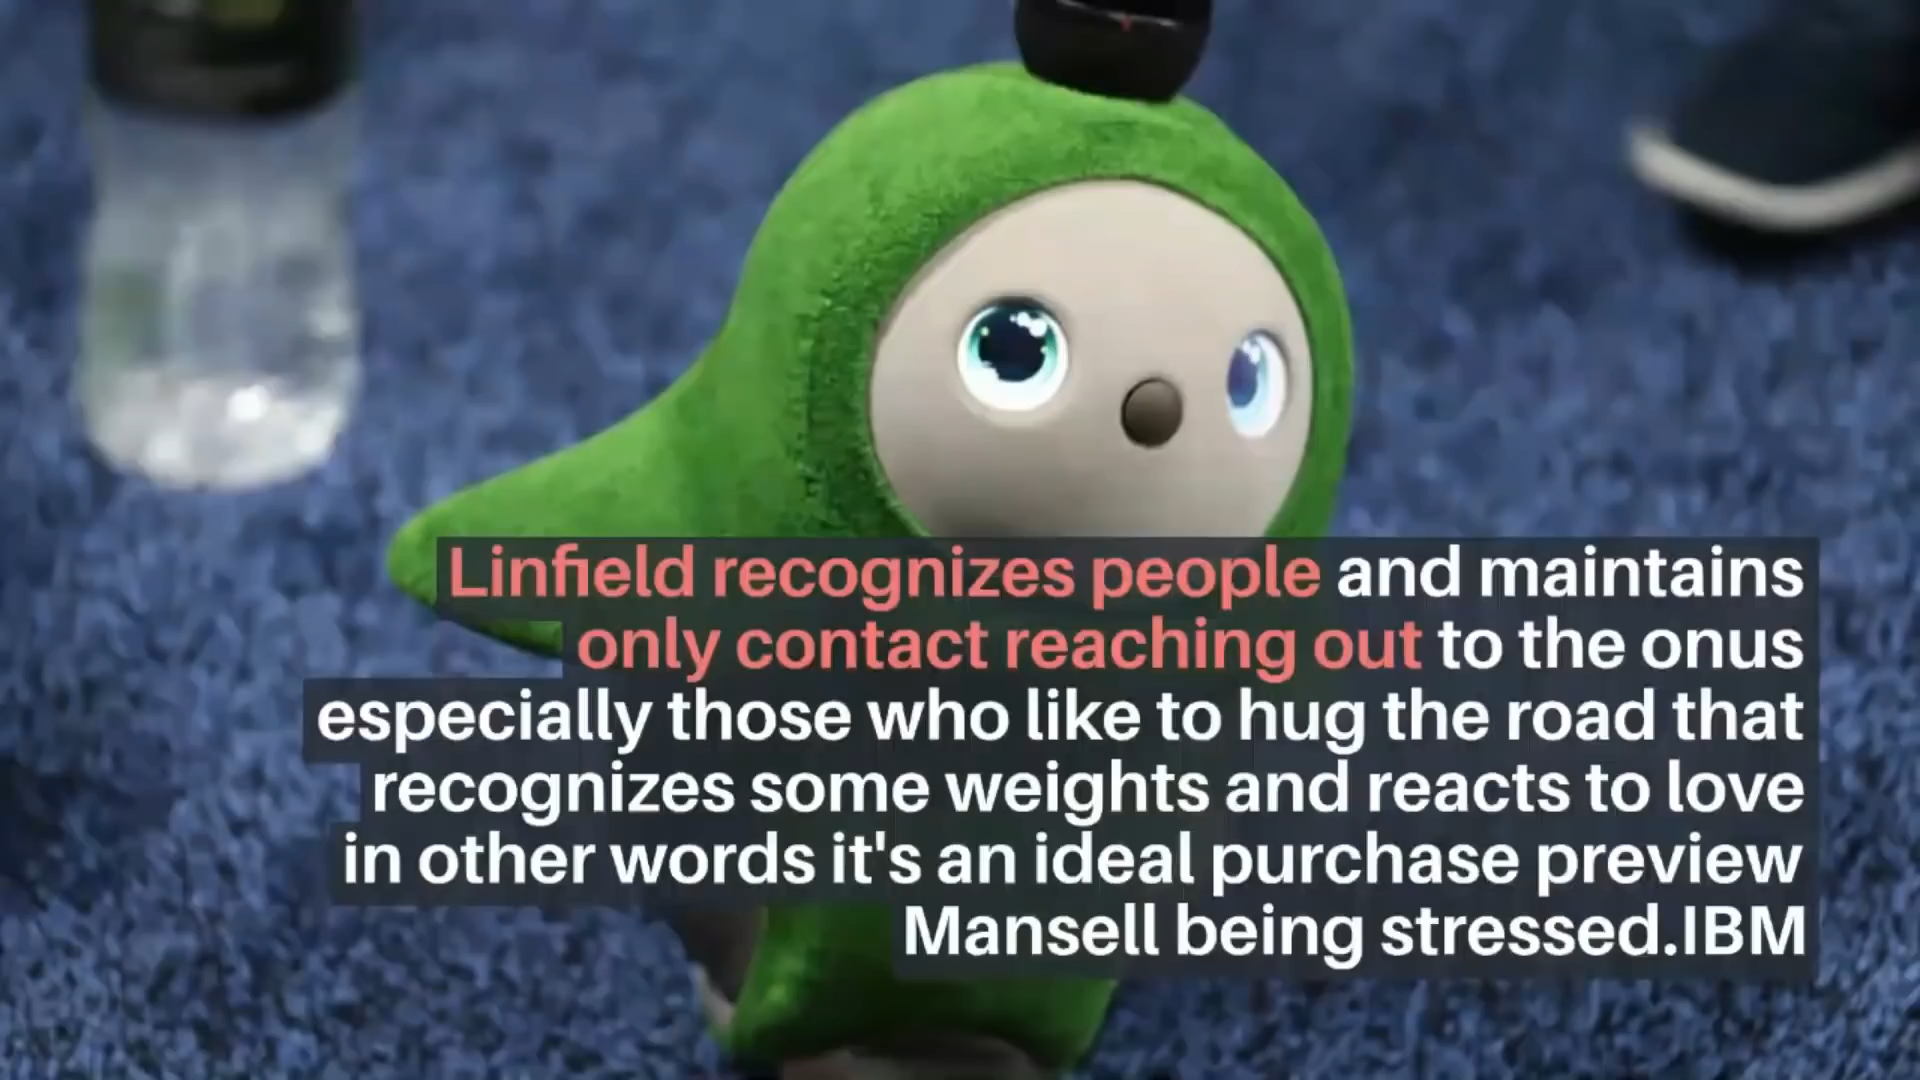 Linfield recognizes people and maintains
only contact reaching out to the onus
especially those who like to hug the road that
recognizes some weights and reacts to love
in other words it's an ideal purchase preview
Mansell being stressed.IBM